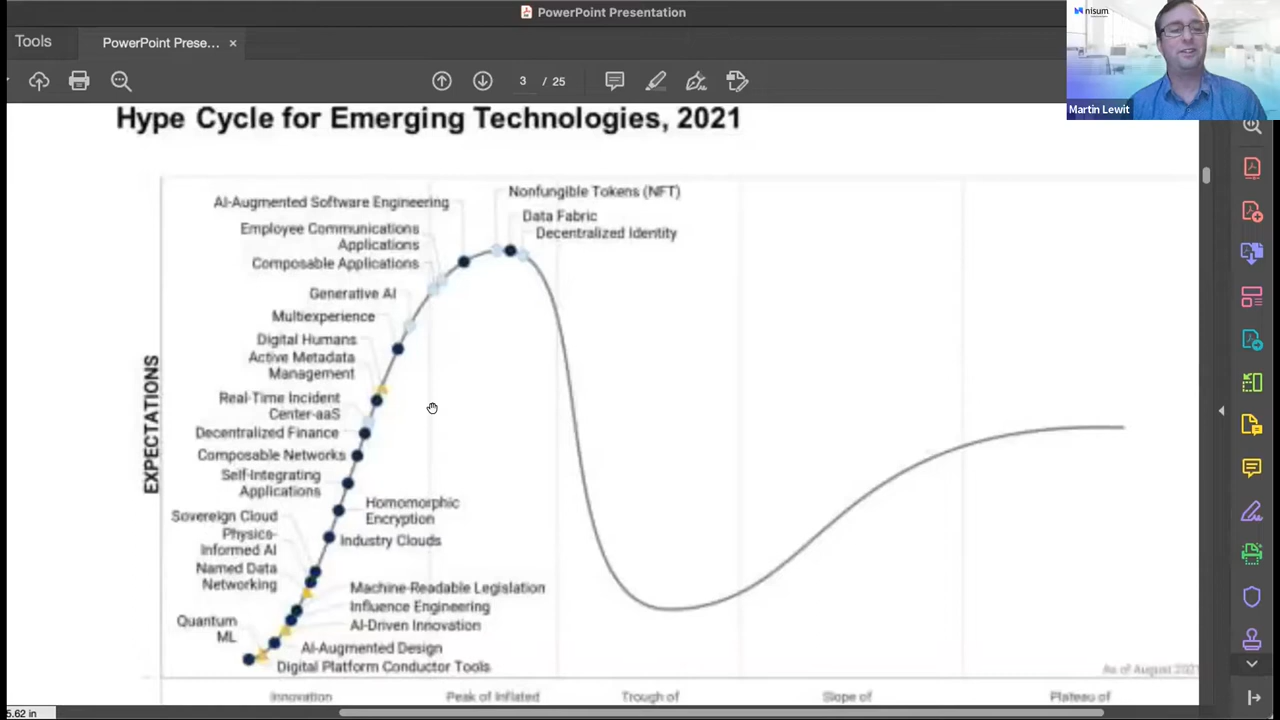 PowerPoint Presentation
nisum
Tools
PowerPoint Prese... ×
3 / 25
Martin Lewit
Hype Cycle for Emerging Technologies, 2021
Nonfungible Tokens (NFT)
AI-Augmented Software Engineering
Data Fabric
Employee Communications
Applications
Decentralized Identity
Composable Applications
Generative AI
Multiexperience
Digital Humans
Active Metadata
Management
Real-Time Incident
Center-aaS
Decentralized Finance
Composable Networks
Self-Integrating
Applications
Homomorphic
Encryption
Sovereign Cloud
Physics-
Informed AI
Industry Clouds
Named Data
Networking
Machine-Readable Legislation
Influence Engineering
Quantum
ML
AI-Driven Innovation
AI-Augmented Design
Digital Platform Conductor Tools
EXPECTATIONS
As of August 2021
Innovation
Peak of Inflated
Trough of
Slope of
Plateau of
5.62 in